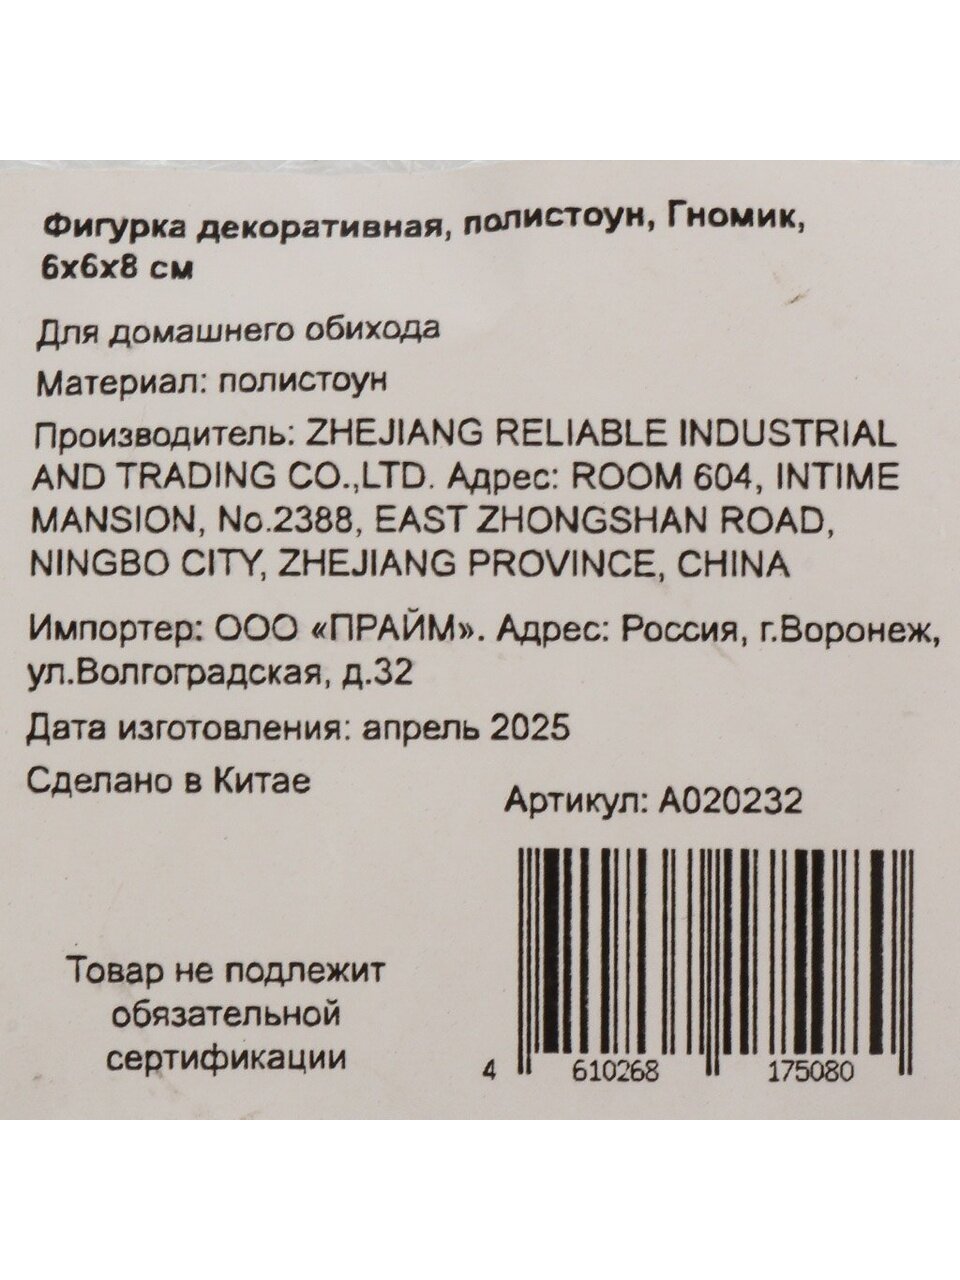 Фигурка декоративная, полистоун, Гномик,
6х6х8 см
Для домашнего обихода
Материал: полистоун
Производитель: ZHEJIANG RELIABLE INDUSTRIAL
AND TRADING CO.,LTD. Адрес: ROOM 604, INTIME
MANSION, No.2388, EAST ZHONGSHAN ROAD,
NINGBO CITY, ZHEJIANG PROVINCE, CHINA
Импортер: ООО «ПРАЙМ». Адрес: Россия, г.Воронеж,
ул.Волгоградская, д.32
Дата изготовления: апрель 2025
Сделано в Китае
Артикул: А020232
Товар не подлежит
обязательной
сертификации
4 610268 175080